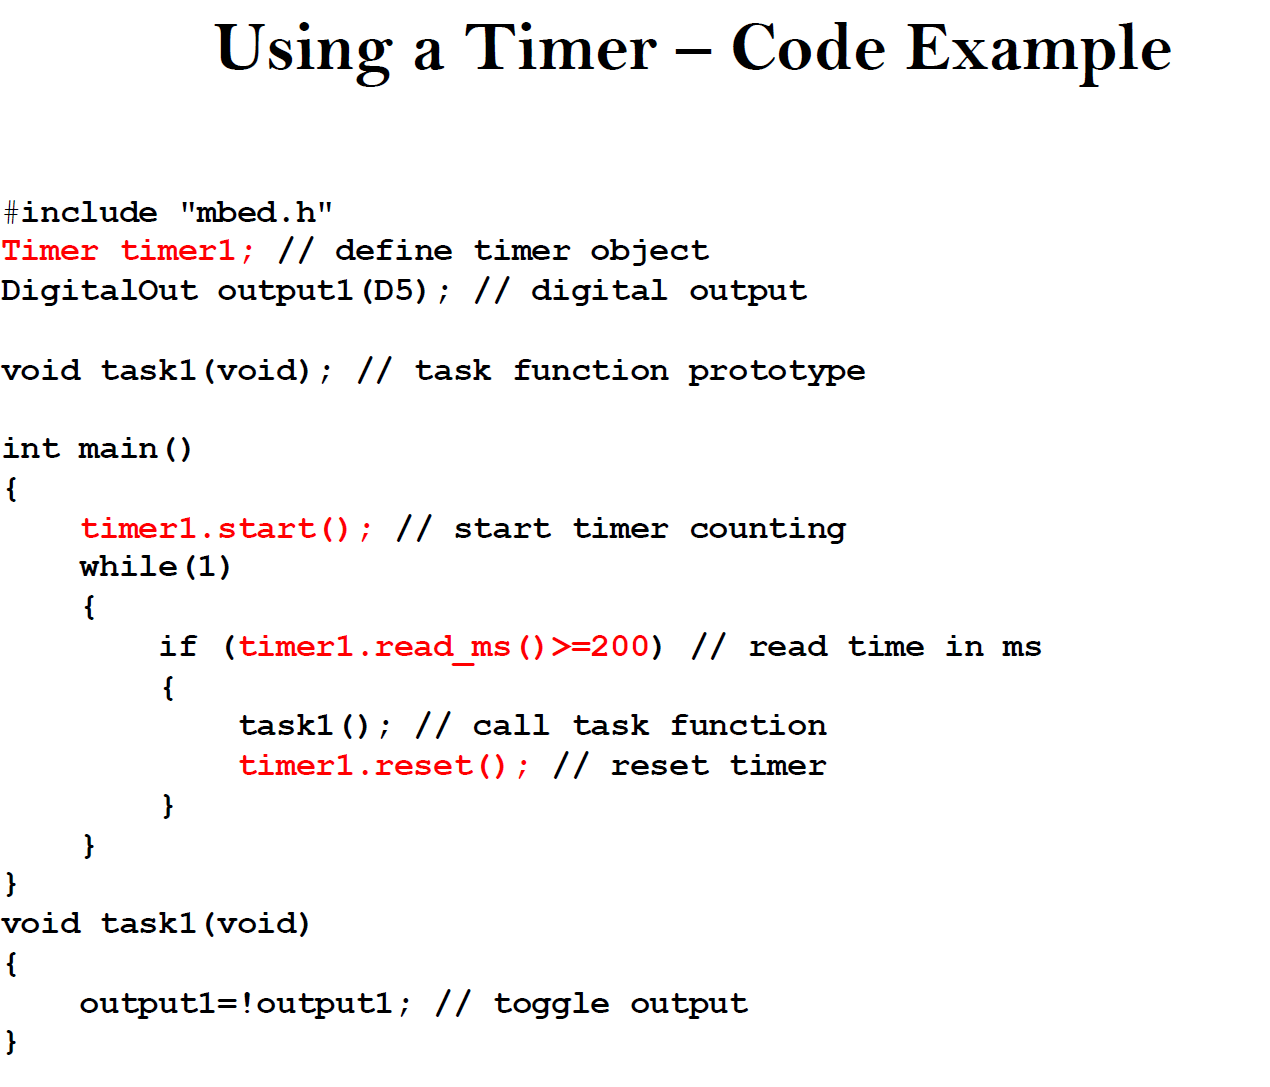 Using a Timer – Code Example
#include "mbed.h"
Timer timer1; // define timer object
DigitalOut output1(D5); // digital output
void task1(void); // task function prototype
int main()
{
timer1.start(); // start timer counting
while(1)
{
if (timer1.read_ms()>=200) // read time in ms
{
task1(); // call task function
timer1.reset(); // reset timer
}
}
}
void task1(void)
{
output1=!output1; // toggle output
}